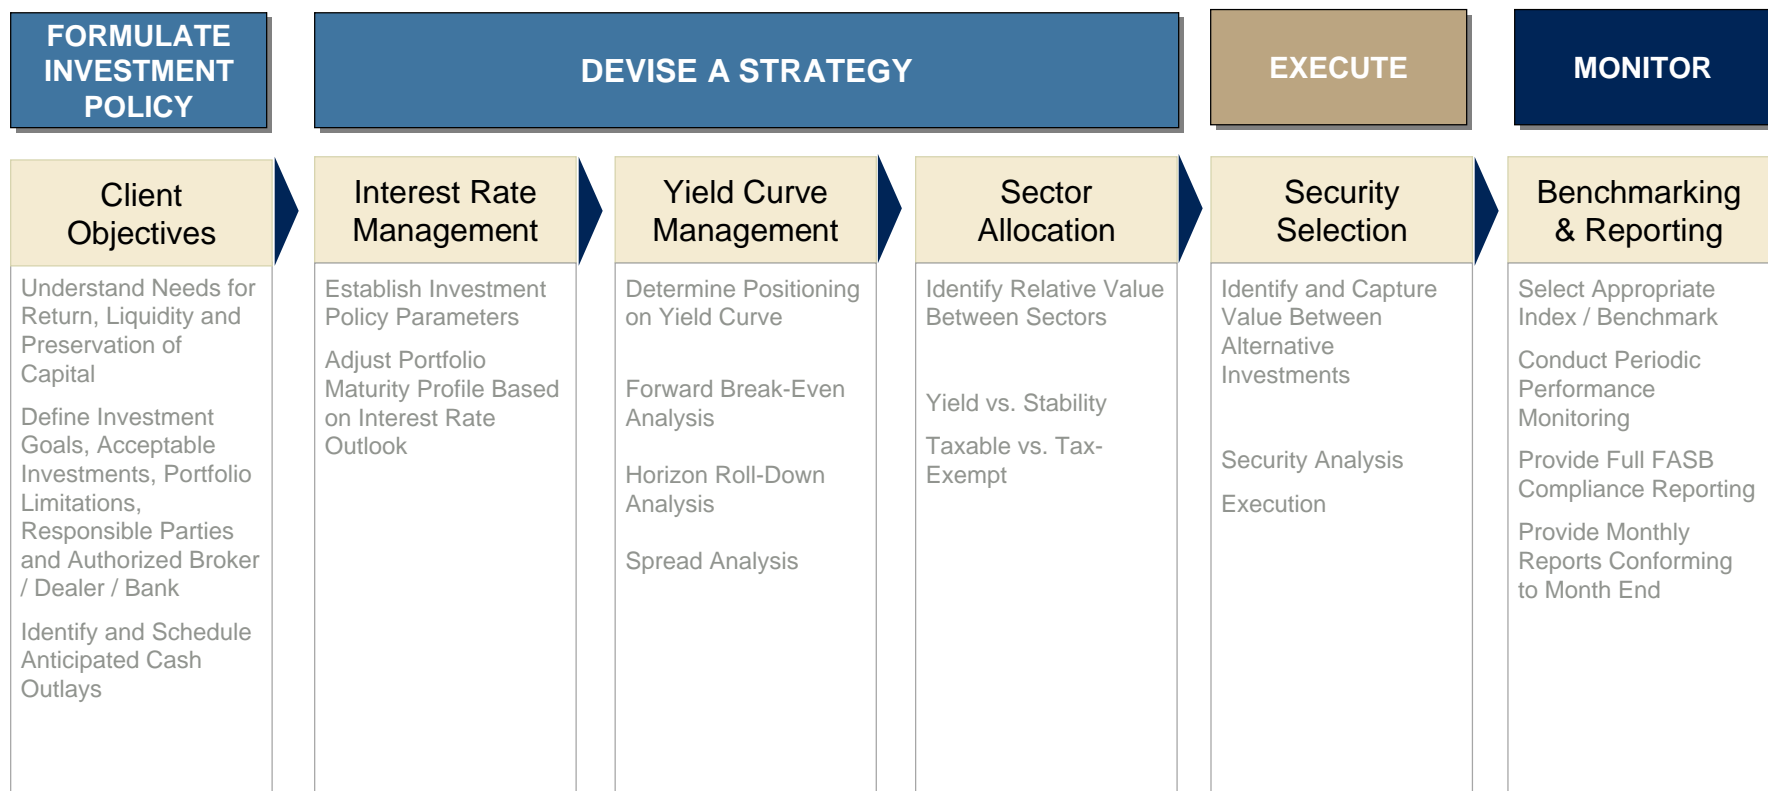 FORMULATE
INVESTMENT
POLICY
DEVISE A STRATEGY
EXECUTE
MONITOR
Client
Objectives
Understand Needs for
Return, Liquidity and
Preservation of
Capital
Define Investment
Goals, Acceptable
Investments, Portfolio
Limitations,
Responsible Parties
and Authorized Broker
/ Dealer / Bank
Identify and Schedule
Anticipated Cash
Outlays
Interest Rate
Management
Establish Investment
Policy Parameters
Adjust Portfolio
Maturity Profile Based
on Interest Rate
Outlook
Yield Curve
Management
Determine Positioning
on Yield Curve
Forward Break-Even
Analysis
Horizon Roll-Down
Analysis
Spread Analysis
Sector
Allocation
Identify Relative Value
Between Sectors
Yield vs. Stability
Taxable vs. Tax-
Exempt
Security
Selection
Identify and Capture
Value Between
Alternative
Investments
Security Analysis
Execution
Benchmarking
& Reporting
Select Appropriate
Index / Benchmark
Conduct Periodic
Performance
Monitoring
Provide Full FASB
Compliance Reporting
Provide Monthly
Reports Conforming
to Month End